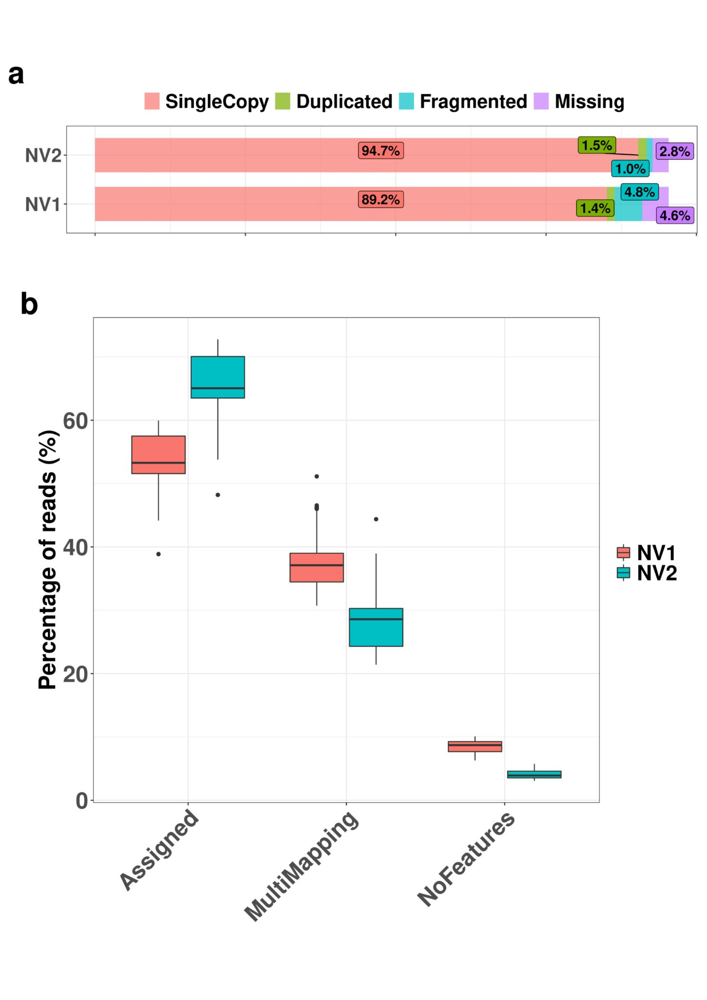 a
SingleCopy Duplicated Fragmented Missing
NV2 94.7% 1.5% 1.0% 2.8%
NV1 89.2% 1.4% 4.8% 4.6%
b
Percentage of reads (%)
60
40
20
0
Assigned MultiMapping NoFeatures
NV1
NV2